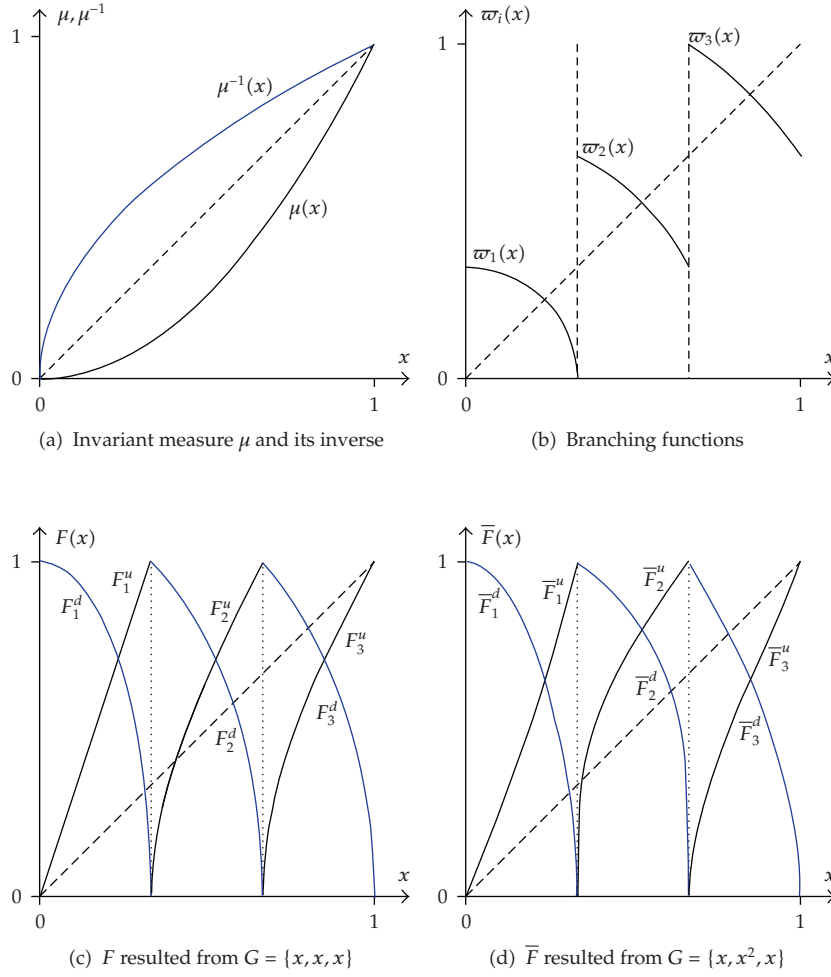 μ, μ⁻¹
1
μ⁻¹(x)
μ(x)
x
0
0
1
(a) Invariant measure μ and its inverse
ϖᵢ(x)
1
ϖ₃(x)
ϖ₂(x)
ϖ₁(x)
x
0
0
1
(b) Branching functions
F(x)
1
F₁ᵈ
F₁ᵘ
F₂ᵘ
F₂ᵈ
F₃ᵘ
F₃ᵈ
x
0
0
1
(c) F resulted from G = {x, x, x}
F̅(x)
1
F̅₁ᵈ
F̅₁ᵘ
F̅₂ᵘ
F̅₂ᵈ
F̅₃ᵘ
F̅₃ᵈ
x
0
0
1
(d) F̅ resulted from G = {x, x², x}